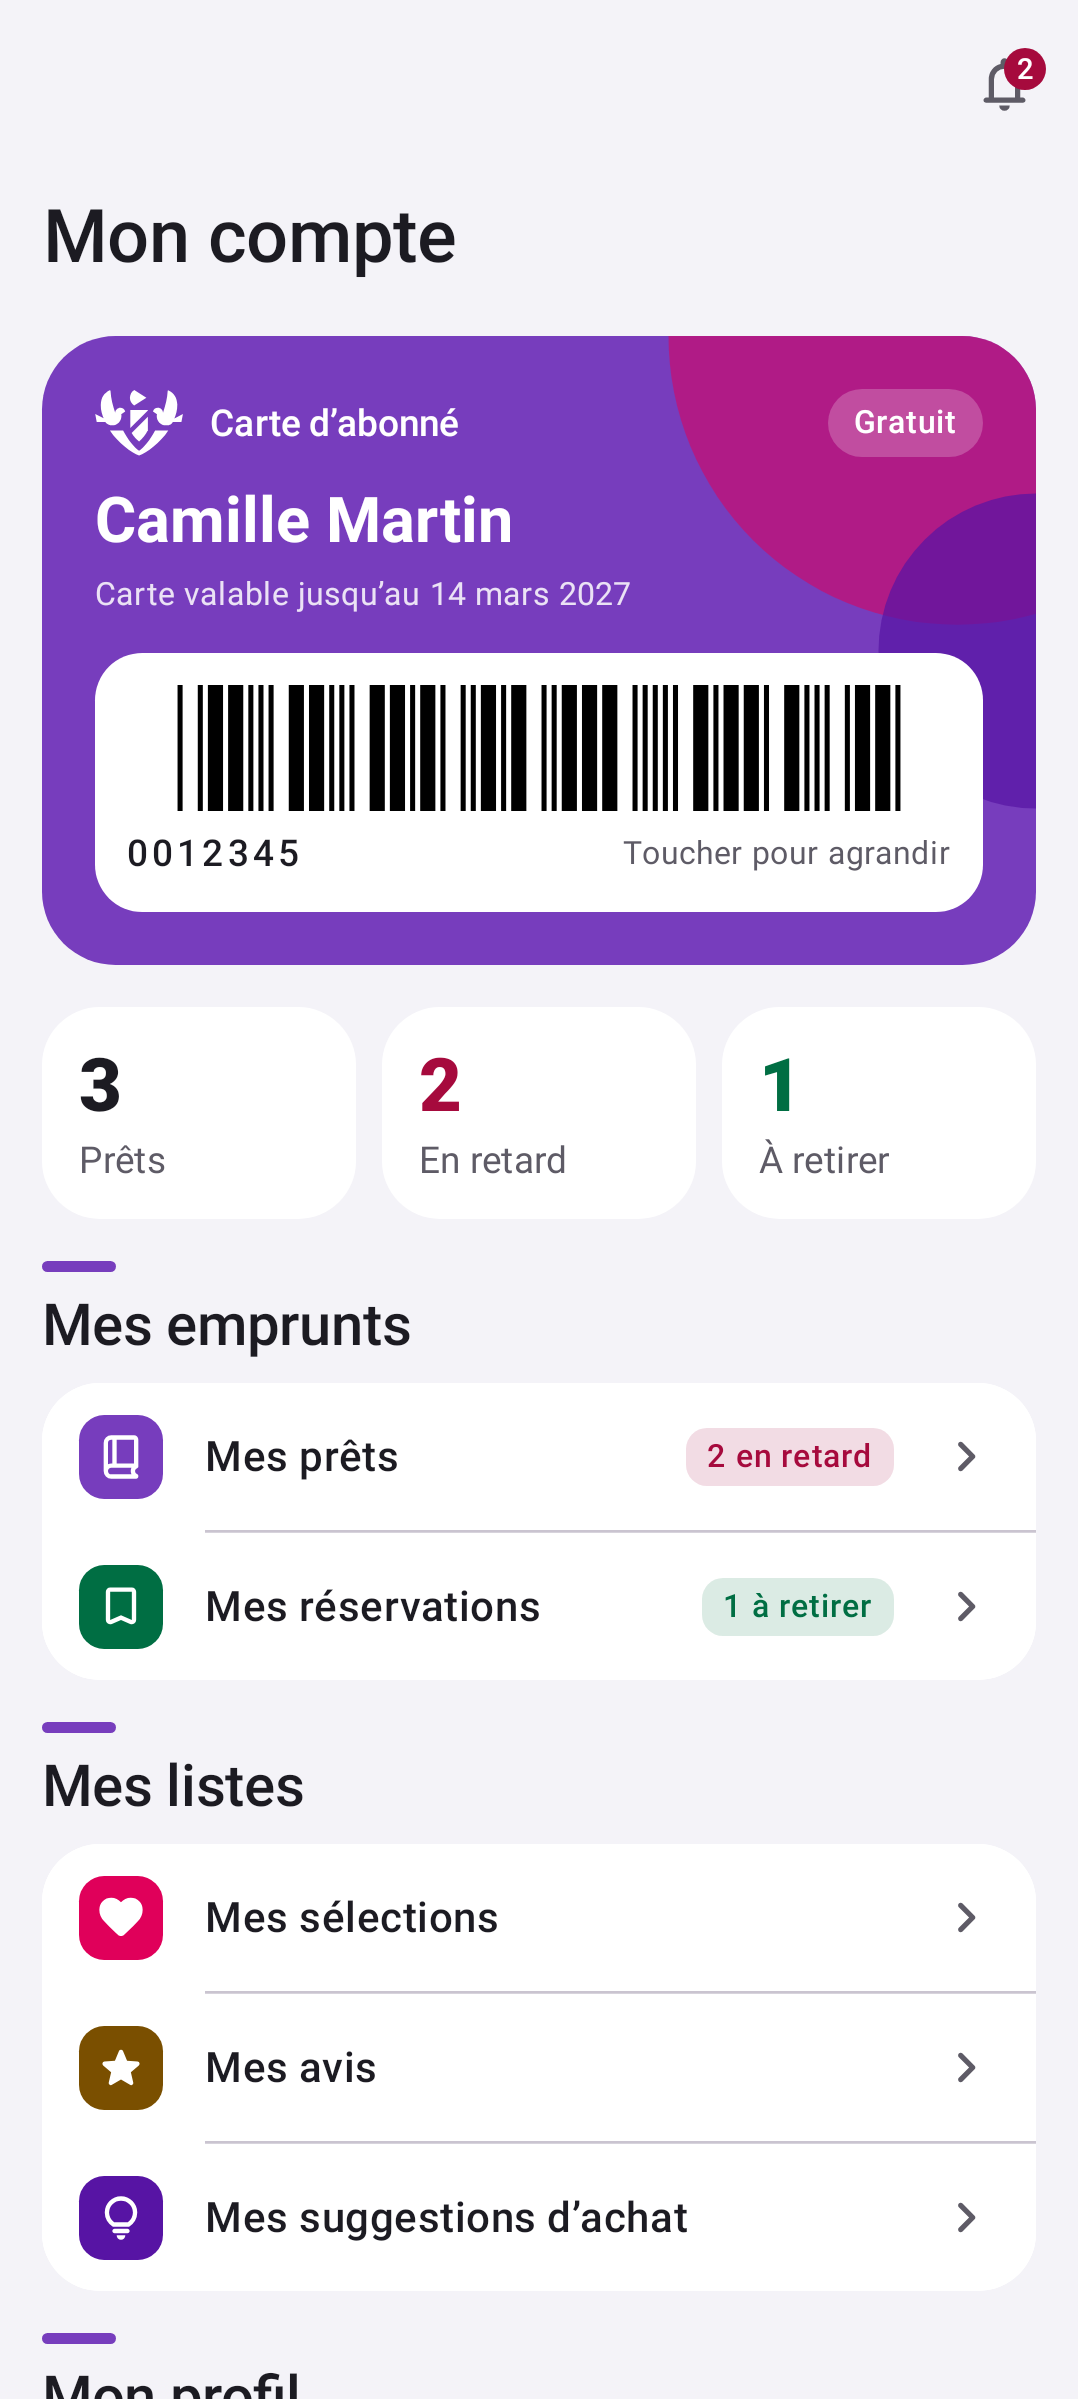 2
Mon compte
Carte d’abonné
Gratuit
Camille Martin
Carte valable jusqu’au 14 mars 2027
0012345
Toucher pour agrandir
3
Prêts
2
En retard
1
À retirer
Mes emprunts
Mes prêts
2 en retard
Mes réservations
1 à retirer
Mes listes
Mes sélections
Mes avis
Mes suggestions d’achat
Mon profil